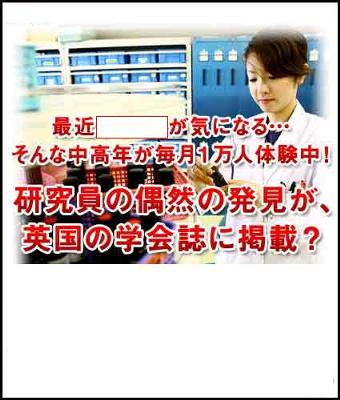 最近 が気になる…
そんな中高年が毎月1万人体験中!
研究員の偶然の発見が、
英国の学会誌に掲載？